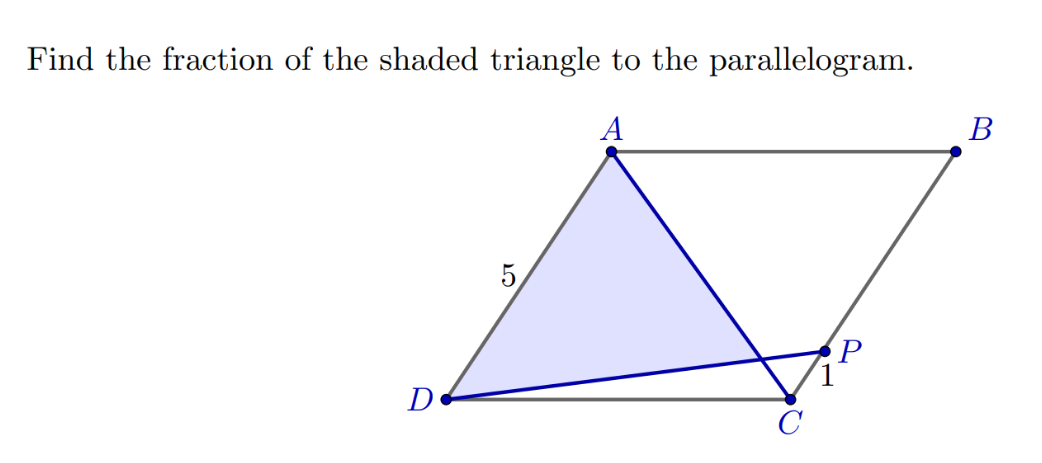 Find the fraction of the shaded triangle to the parallelogram.
A
B
5
P
1
D
C